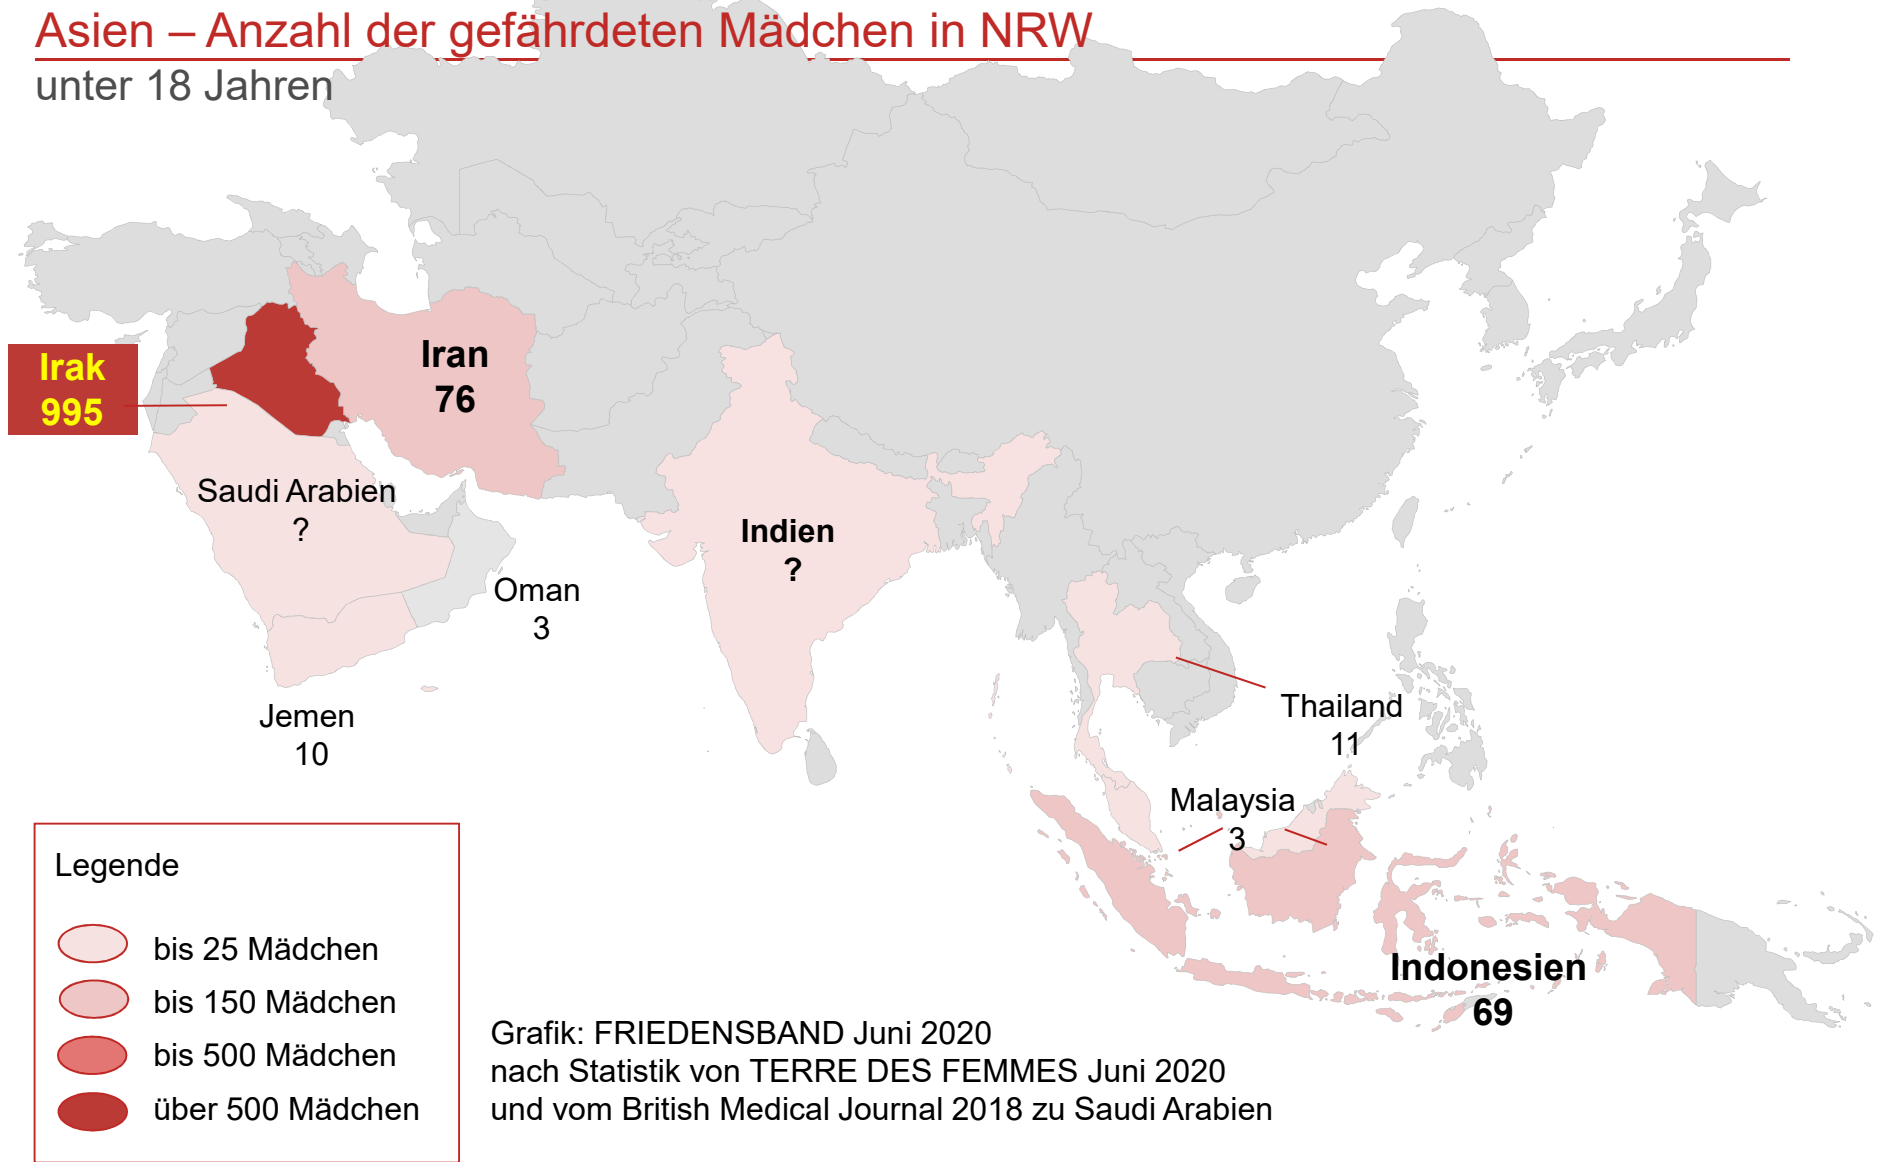 Asien – Anzahl der gefährdeten Mädchen in NRW
unter 18 Jahren
Irak
995
Iran
76
Saudi Arabien
?
Indien
?
Oman
3
Jemen
10
Thailand
11
Malaysia
3
Indonesien
69
Legende
bis 25 Mädchen
bis 150 Mädchen
bis 500 Mädchen
über 500 Mädchen
Grafik: FRIEDENSBAND Juni 2020
nach Statistik von TERRE DES FEMMES Juni 2020
und vom British Medical Journal 2018 zu Saudi Arabien